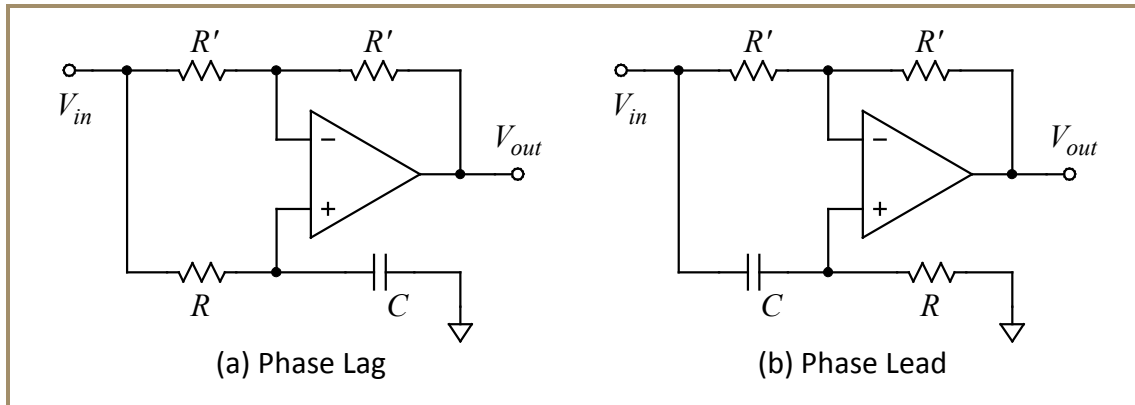 R′ R′ R′ R′
V_in V_out V_in V_out
− −
+ +
R C C R
(a) Phase Lag (b) Phase Lead